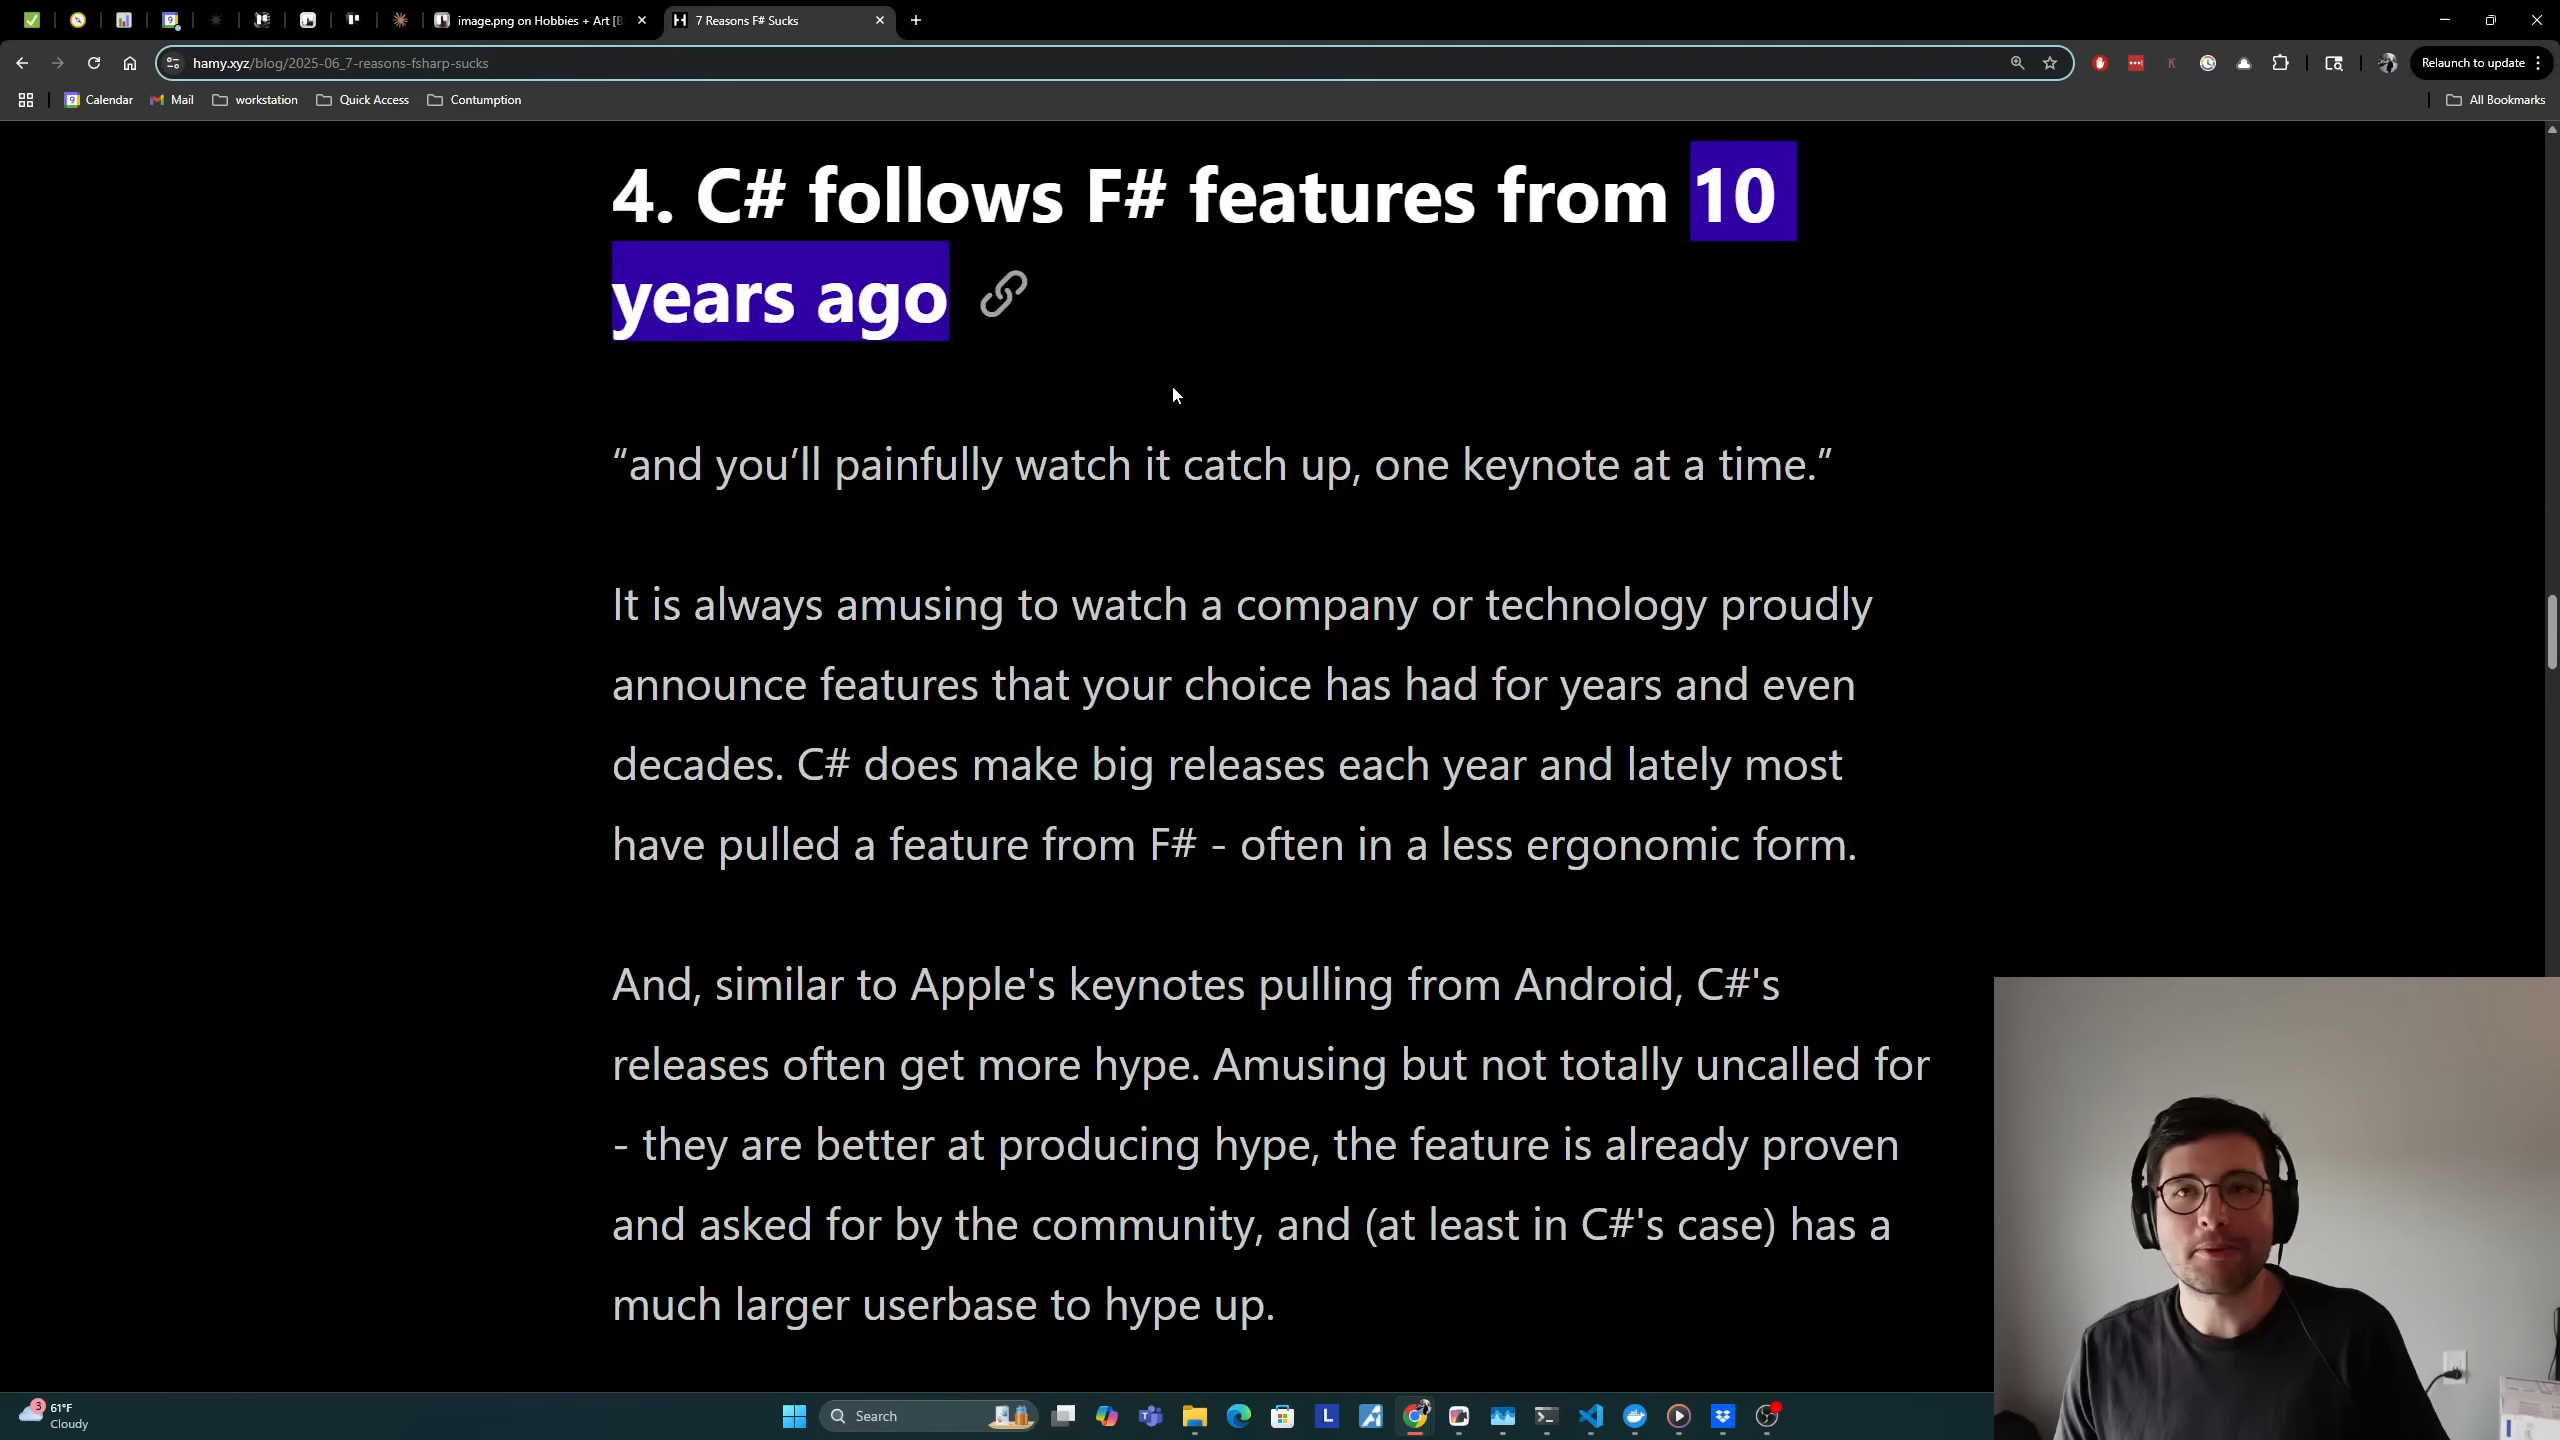 image.png on Hobbies + Art [B
7 Reasons F# Sucks
hamy.xyz/blog/2025-06_7-reasons-fsharp-sucks
Relaunch to update
Calendar
Mail
workstation
Quick Access
Contumption
All Bookmarks
4. C# follows F# features from 10
years ago
“and you’ll painfully watch it catch up, one keynote at a time.”
It is always amusing to watch a company or technology proudly
announce features that your choice has had for years and even
decades. C# does make big releases each year and lately most
have pulled a feature from F# - often in a less ergonomic form.
And, similar to Apple's keynotes pulling from Android, C#'s
releases often get more hype. Amusing but not totally uncalled for
- they are better at producing hype, the feature is already proven
and asked for by the community, and (at least in C#'s case) has a
much larger userbase to hype up.
3
61°F
Cloudy
Search